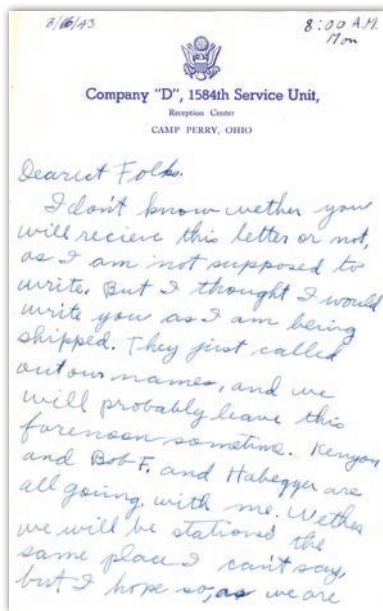 8:00 A.M.
Mon
Company "D", 1584th Service Unit,
Reception Center
CAMP PERRY, OHIO
Dearest Folks.
I don't know wether you
will recieve this letter or not,
as I am not supposed to
write. But I thought I would
write you as I am being
shipped. They just called
out our names, and we
will probably leave this
forenoon sometime. Kenyon
and Bob F. and Habegger are
all going with me. Wether
we will be stationed the
same place I can't say,
but I hope so, as we are